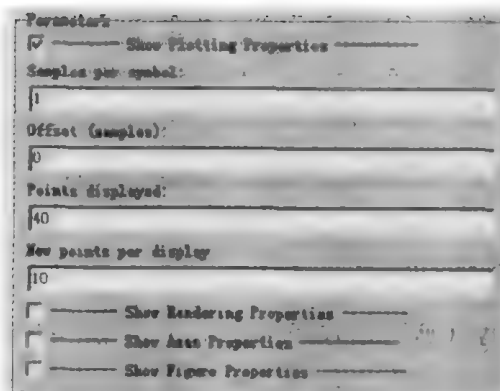 Parameters
Show Plotting Properties
Samples per symbol:
1
Offset (samples):
0
Points displayed:
40
New points per display
10
Show Rendering Properties
Show Axes Properties
Show Figure Properties